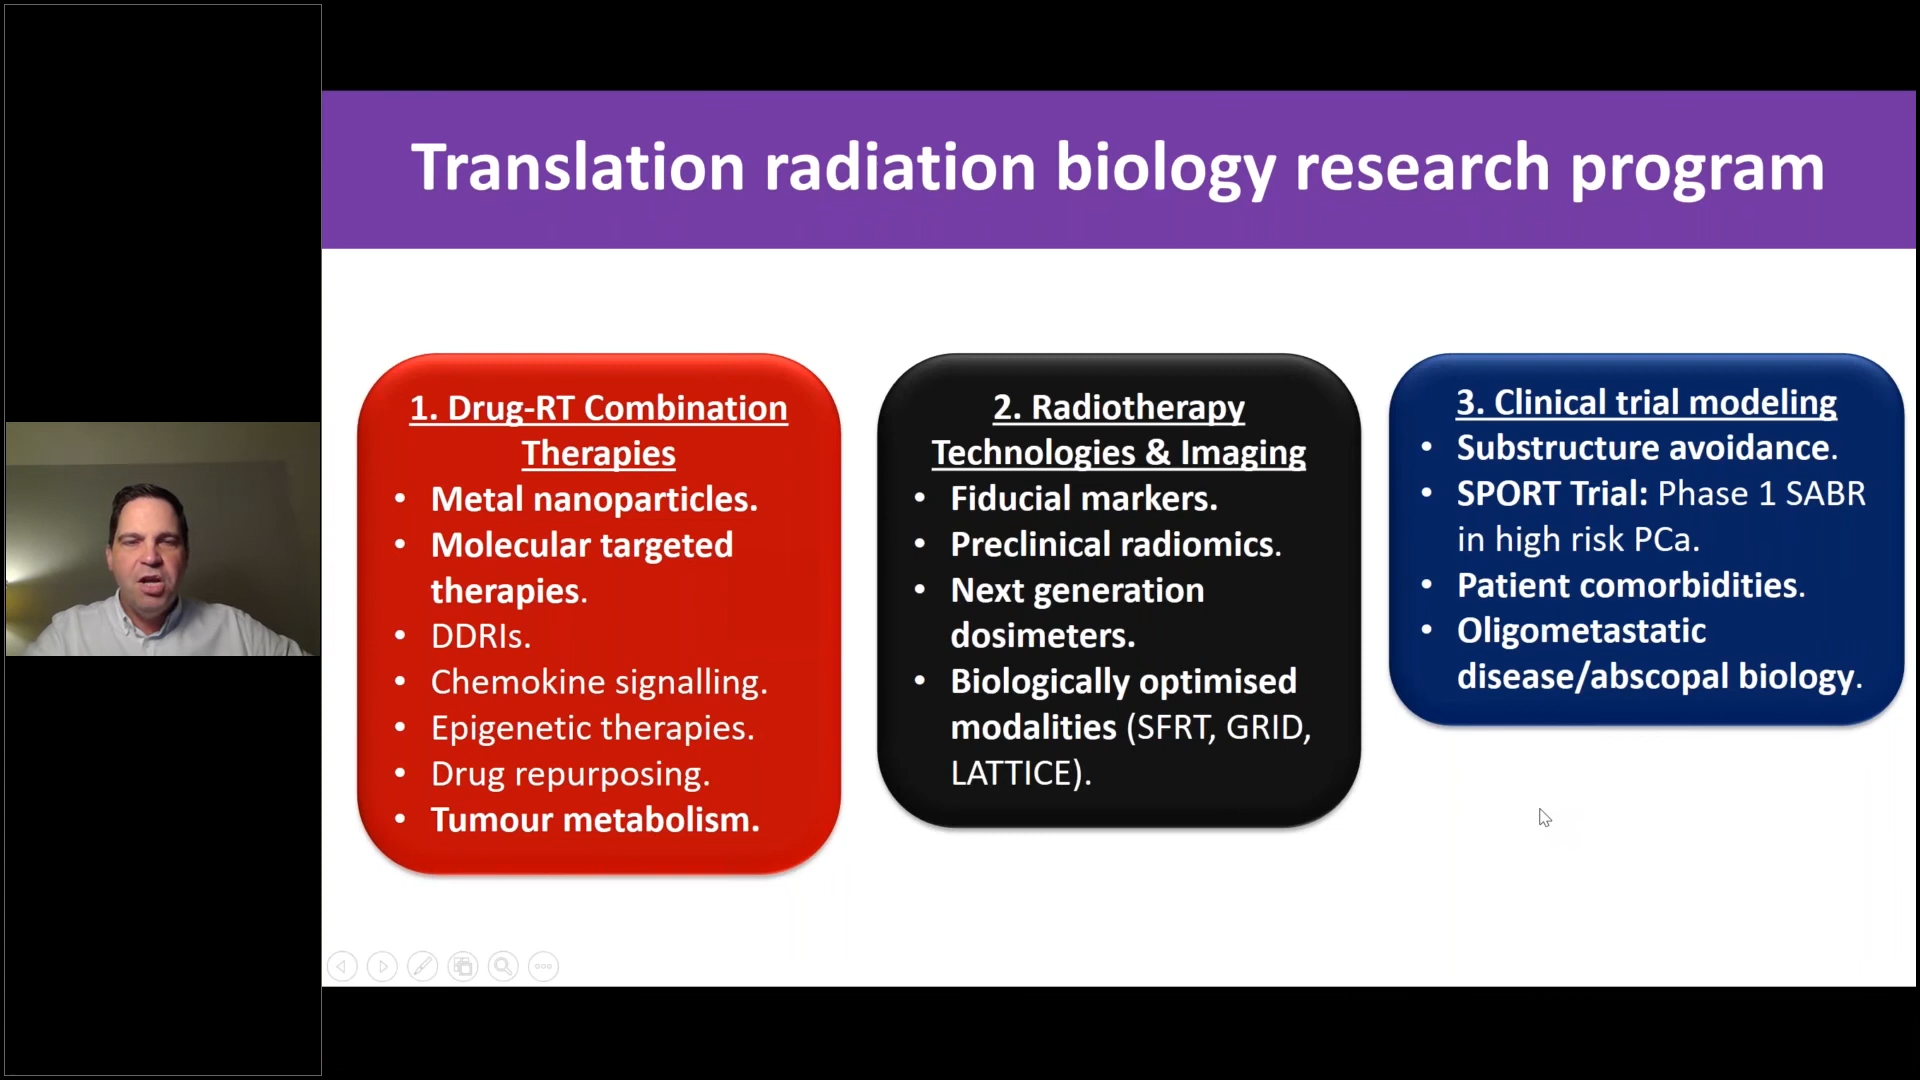 Translation radiation biology research program
1. Drug-RT Combination
Therapies
• Metal nanoparticles.
• Molecular targeted
therapies.
• DDRIs.
• Chemokine signalling.
• Epigenetic therapies.
• Drug repurposing.
• Tumour metabolism.
2. Radiotherapy
Technologies & Imaging
• Fiducial markers.
• Preclinical radiomics.
• Next generation
dosimeters.
• Biologically optimised
modalities (SFRT, GRID,
LATTICE).
3. Clinical trial modeling
• Substructure avoidance.
• SPORT Trial: Phase 1 SABR
in high risk PCa.
• Patient comorbidities.
• Oligometastatic
disease/abscopal biology.